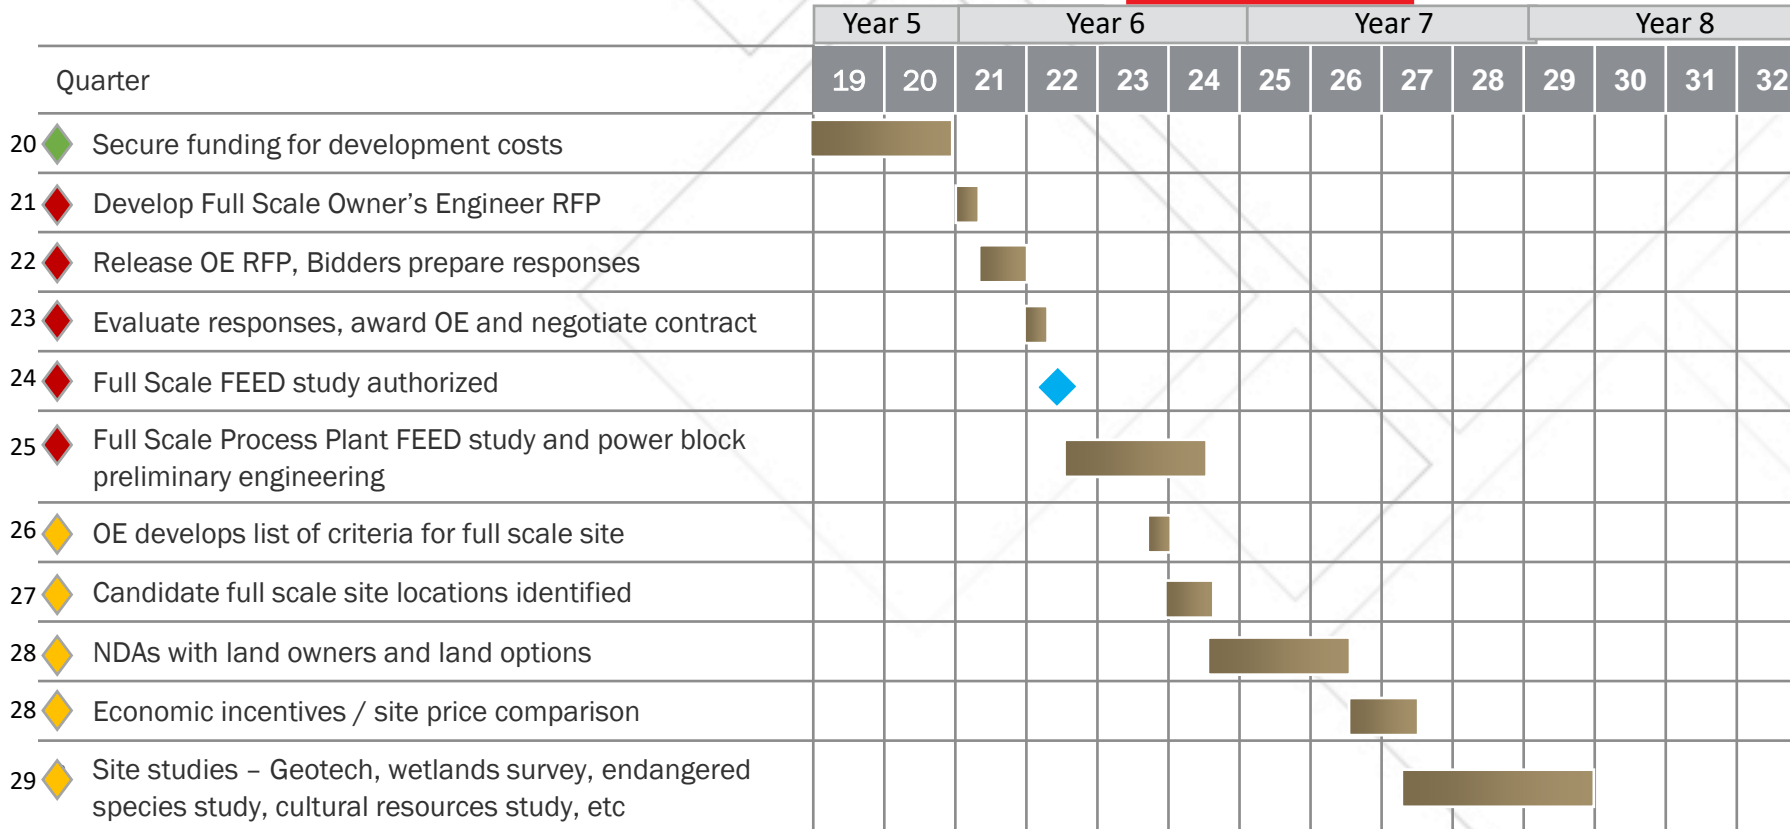 Year 5 Year 6 Year 7 Year 8
Quarter 19 20 21 22 23 24 25 26 27 28 29 30 31 32
20 Secure funding for development costs
21 Develop Full Scale Owner’s Engineer RFP
22 Release OE RFP, Bidders prepare responses
23 Evaluate responses, award OE and negotiate contract
24 Full Scale FEED study authorized
25 Full Scale Process Plant FEED study and power block
preliminary engineering
26 OE develops list of criteria for full scale site
27 Candidate full scale site locations identified
28 NDAs with land owners and land options
28 Economic incentives / site price comparison
29 Site studies – Geotech, wetlands survey, endangered
species study, cultural resources study, etc